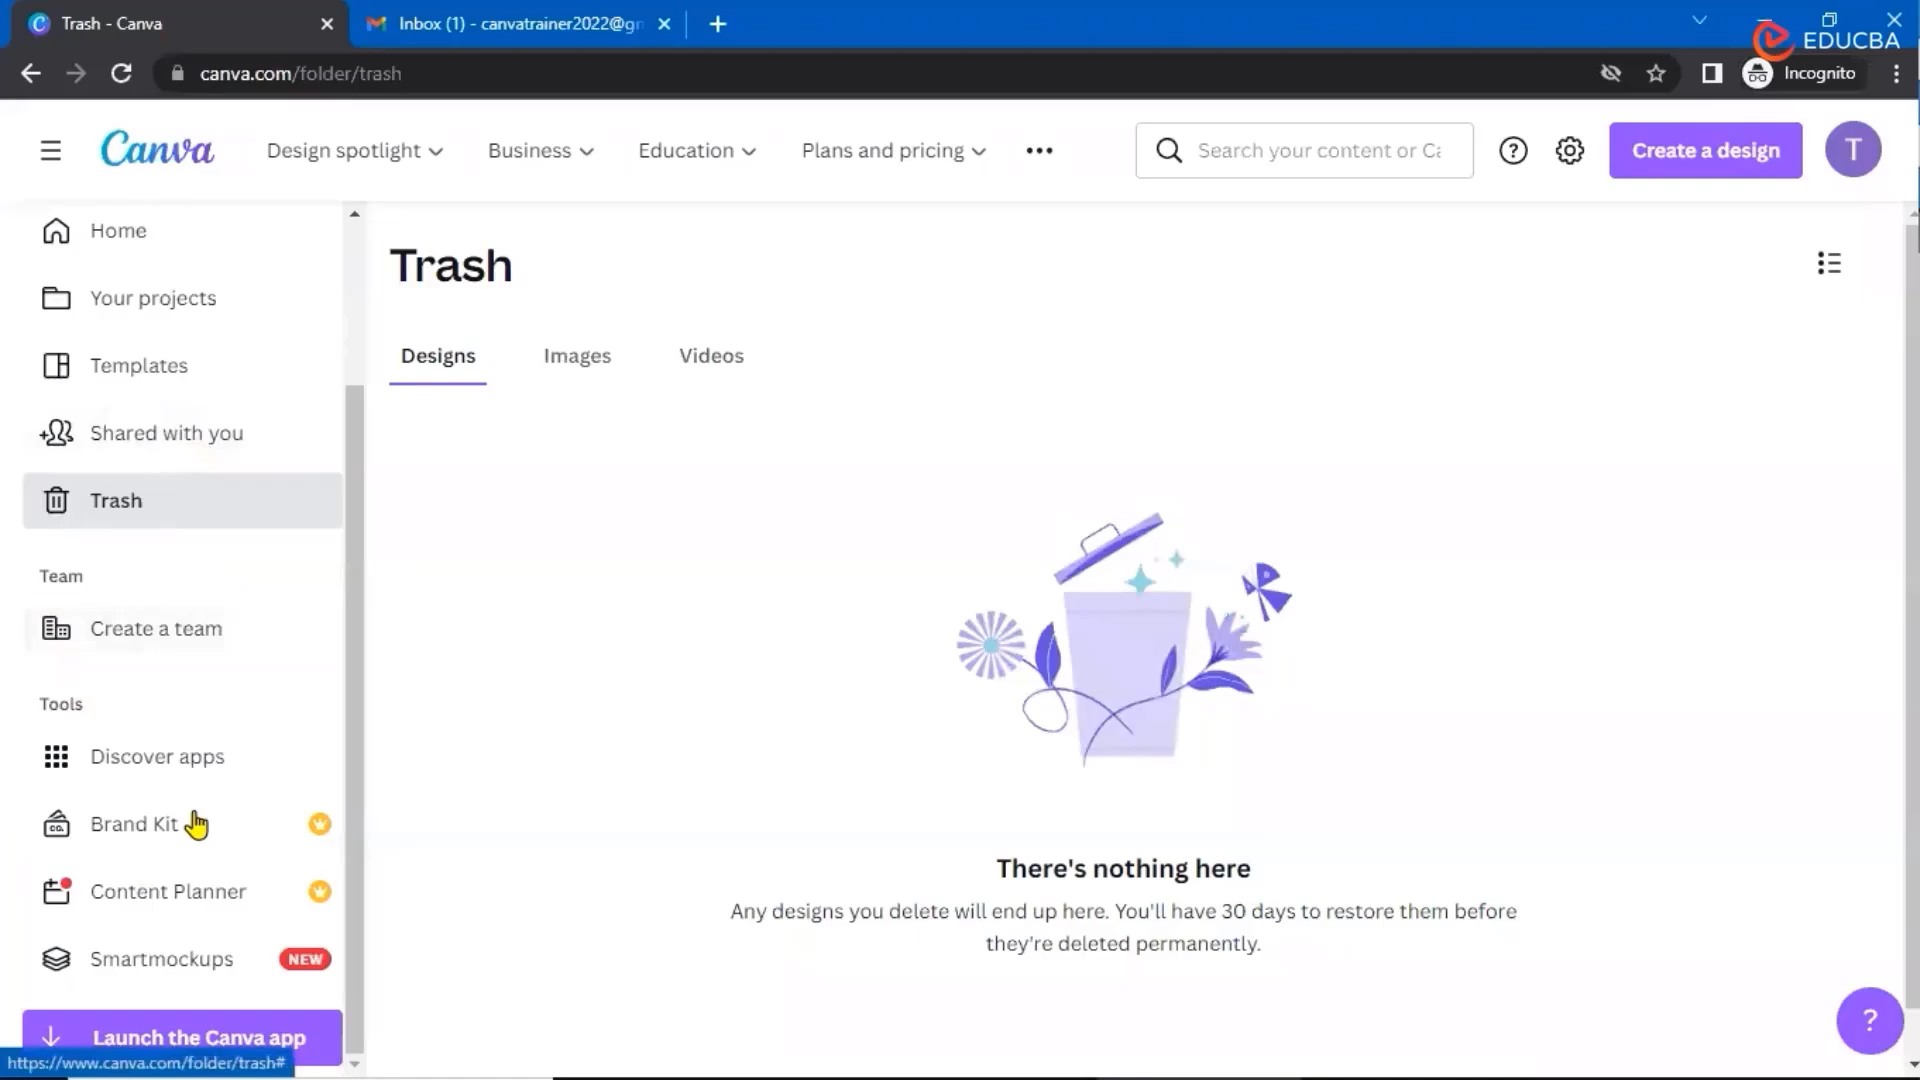 Trash - Canva
Inbox (1) - canvatrainer2022@gm
EDUCBA
canva.com/folder/trash
Incognito
Canva
Design spotlight
Business
Education
Plans and pricing
Search your content or Ca
Create a design
T
Home
Your projects
Templates
Shared with you
Trash
Team
Create a team
Tools
Discover apps
Brand Kit
CO.
Content Planner
Smartmockups
NEW
Launch the Canva app
https://www.canva.com/folder/trash#
Trash
Designs
Images
Videos
There's nothing here
Any designs you delete will end up here. You'll have 30 days to restore them before
they're deleted permanently.
?